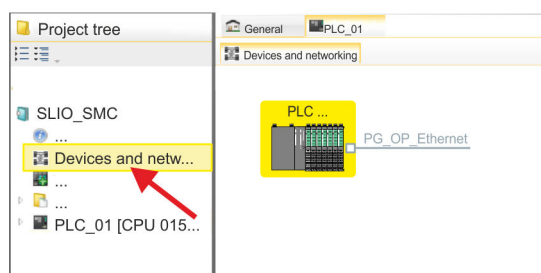 Project tree
SLIO_SMC
...
Devices and netw...
...
...
PLC_01 [CPU 015...
General
PLC_01
Devices and networking
PLC ...
PG_OP_Ethernet